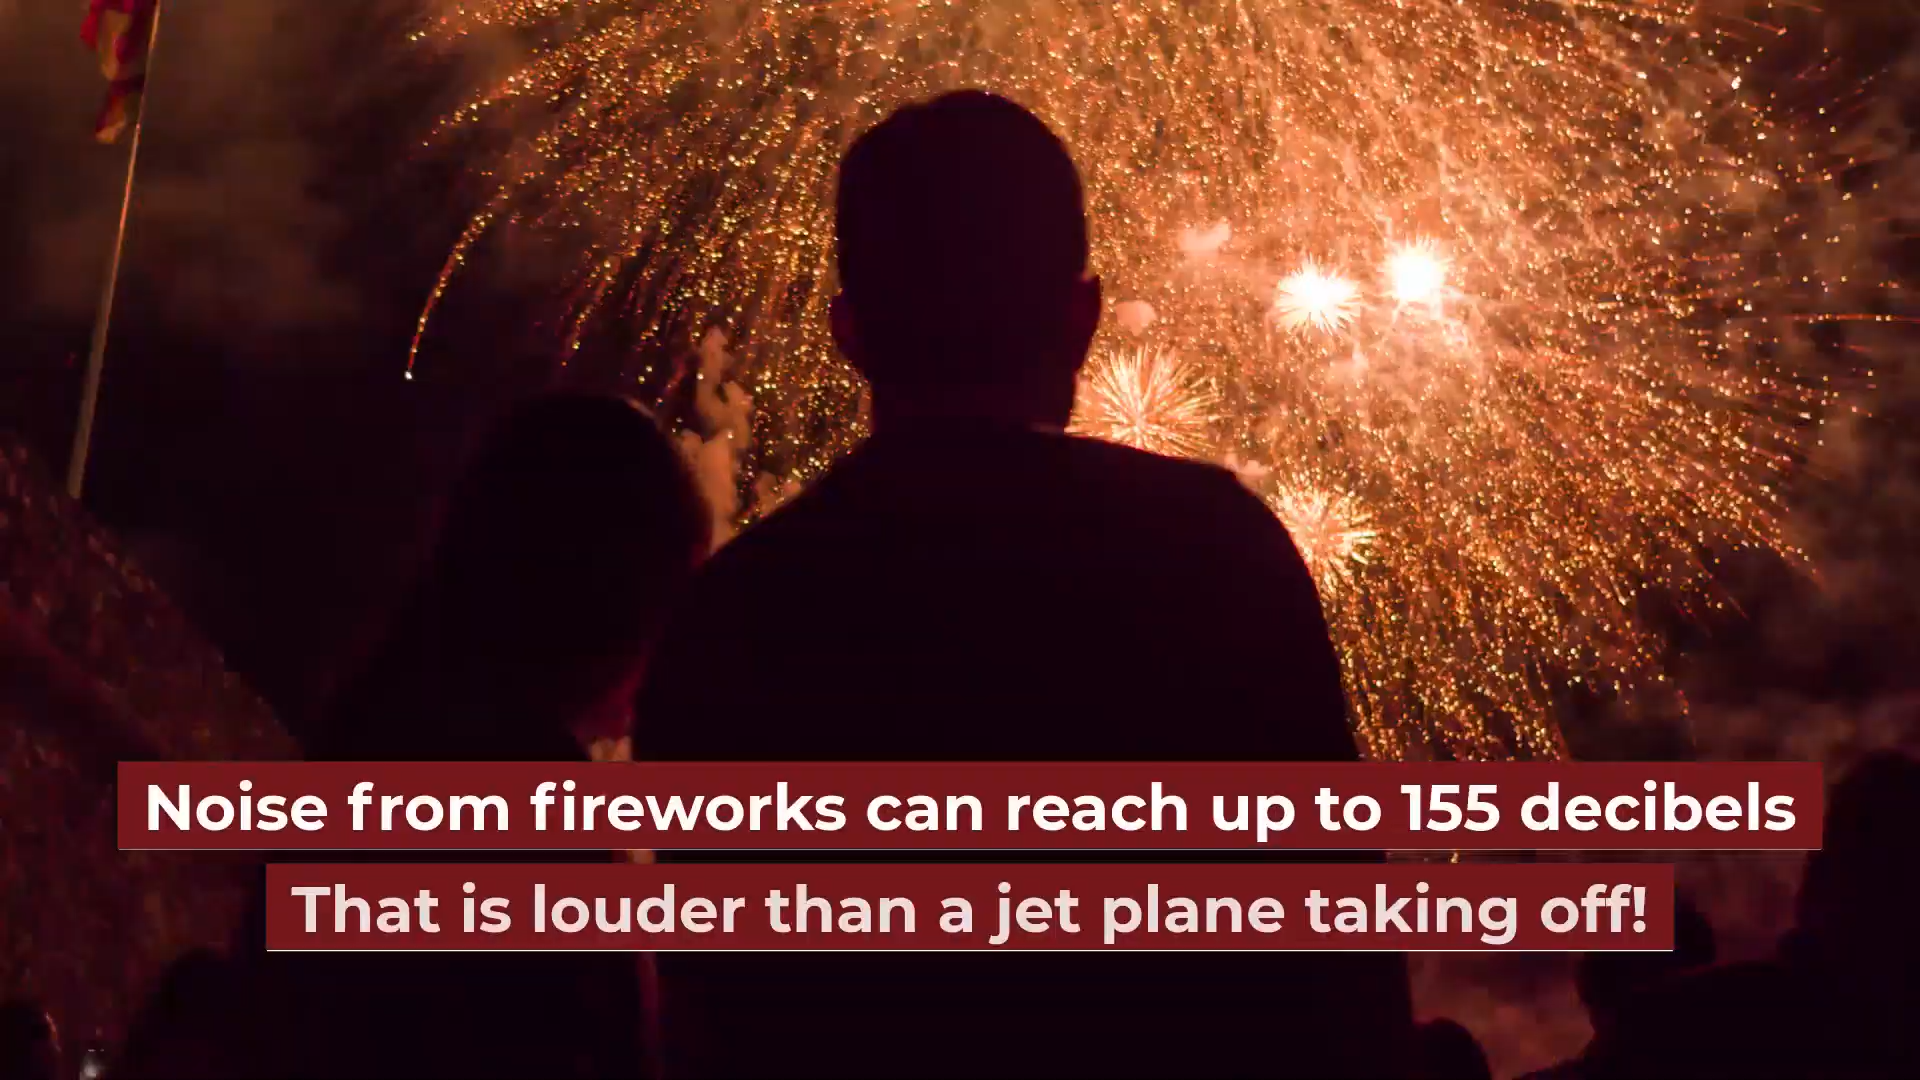 Noise from fireworks can reach up to 155 decibels
That is louder than a jet plane taking off!